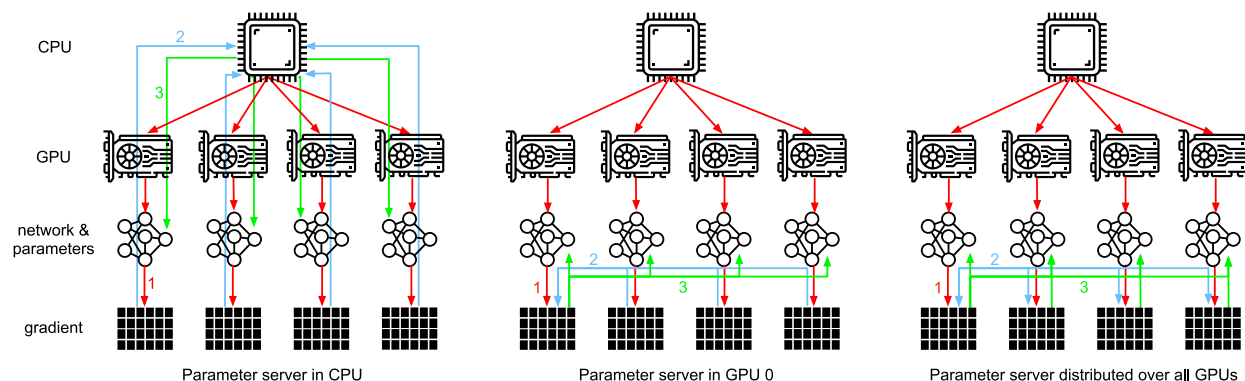 CPU
GPU
network &
parameters
gradient
2
3
1
Parameter server in CPU
2
1
3
Parameter server in GPU 0
2
1
3
Parameter server distributed over all GPUs